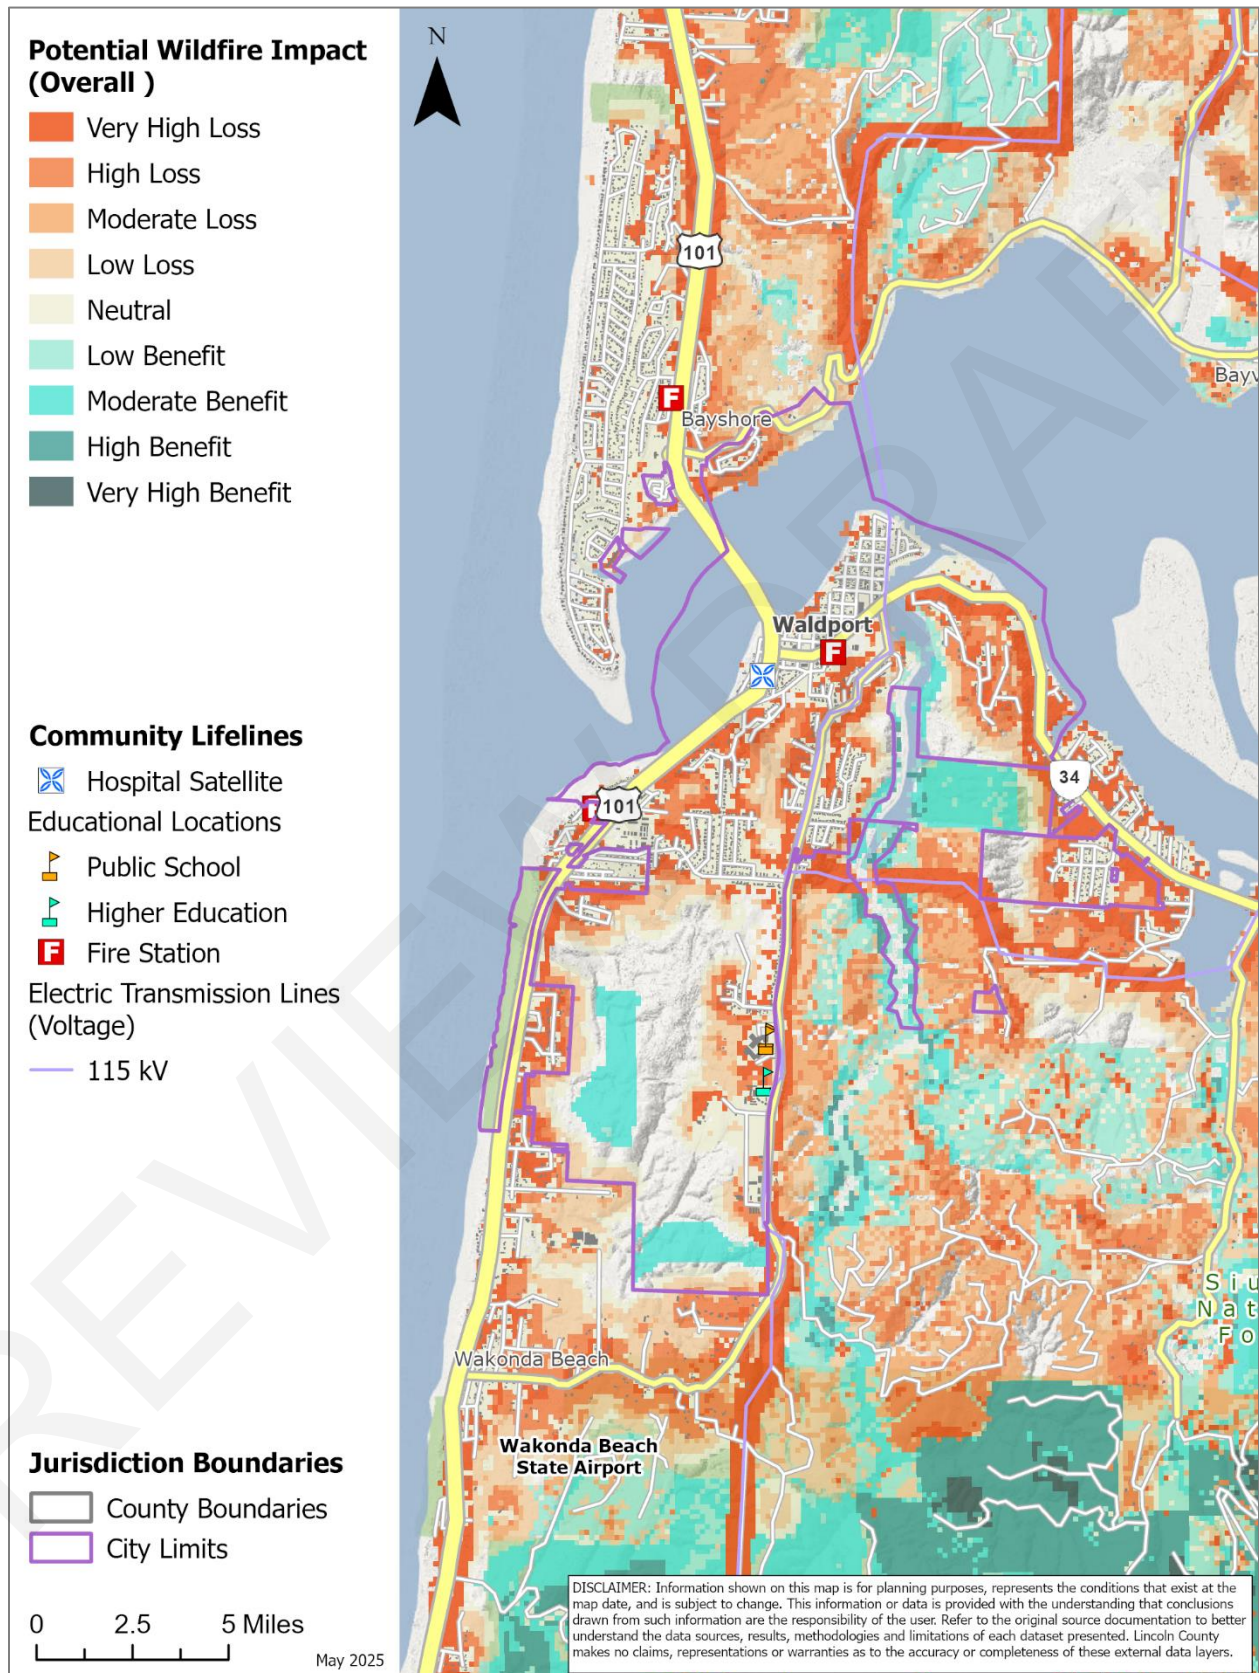 Potential Wildfire Impact
(Overall )
Very High Loss
High Loss
Moderate Loss
Low Loss
Neutral
Low Benefit
Moderate Benefit
High Benefit
Very High Benefit
Community Lifelines
Hospital Satellite
Educational Locations
Public School
Higher Education
F Fire Station
Electric Transmission Lines
(Voltage)
115 kV
Jurisdiction Boundaries
County Boundaries
City Limits
0 2.5 5 Miles
May 2025
N
101
F
Bayshore
Bayv
Waldport
F
34
101
Siu
Nat
Fo
Wakonda Beach
Wakonda Beach
State Airport
DISCLAIMER: Information shown on this map is for planning purposes, represents the conditions that exist at the
map date, and is subject to change. This information or data is provided with the understanding that conclusions
drawn from such information are the responsibility of the user. Refer to the original source documentation to better
understand the data sources, results, methodologies and limitations of each dataset presented. Lincoln County
makes no claims, representations or warranties as to the accuracy or completeness of these external data layers.
REVIEW DRAFT